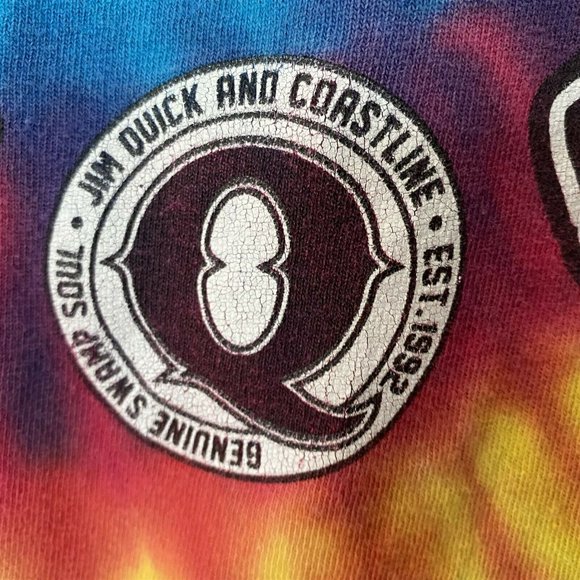 JIM QUICK AND COASTLINE • EST. 1992
GENUINE SWAMP SOUL •
Q